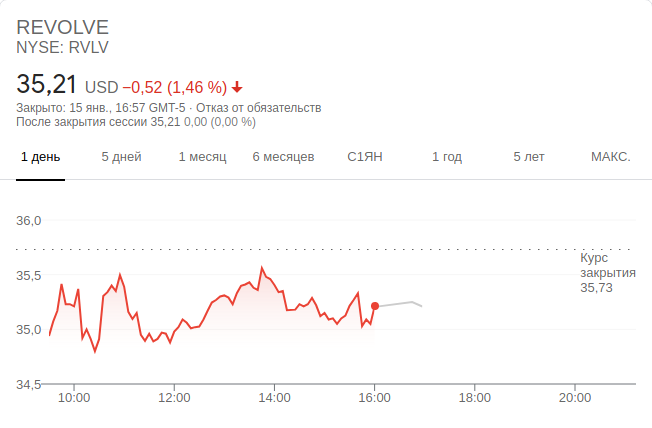 REVOLVE
NYSE: RVLV
35,21 USD −0,52 (1,46 %)
Закрыто: 15 янв., 16:57 GMT-5 · Отказ от обязательств
После закрытия сессии 35,21 0,00 (0,00 %)
1 день 5 дней 1 месяц 6 месяцев С1ЯН 1 год 5 лет МАКС.
36,0
Курс
закрытия
35,73
35,5
35,0
34,5
10:00 12:00 14:00 16:00 18:00 20:00